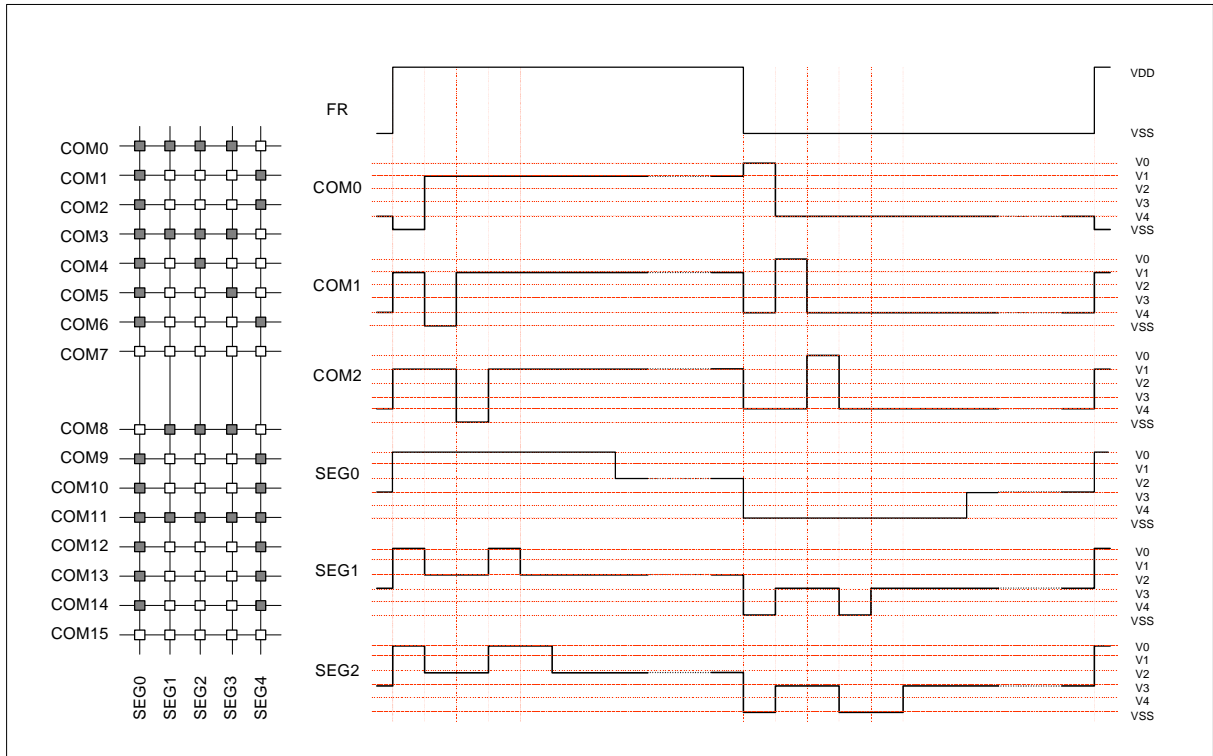 COM0
COM1
COM2
COM3
COM4
COM5
COM6
COM7
COM8
COM9
COM10
COM11
COM12
COM13
COM14
COM15
SEG0
SEG1
SEG2
SEG3
SEG4
FR
VDD
VSS
COM0
V0
V1
V2
V3
V4
VSS
COM1
V0
V1
V2
V3
V4
VSS
COM2
V0
V1
V2
V3
V4
VSS
SEG0
V0
V1
V2
V3
V4
VSS
SEG1
V0
V1
V2
V3
V4
VSS
SEG2
V0
V1
V2
V3
V4
VSS